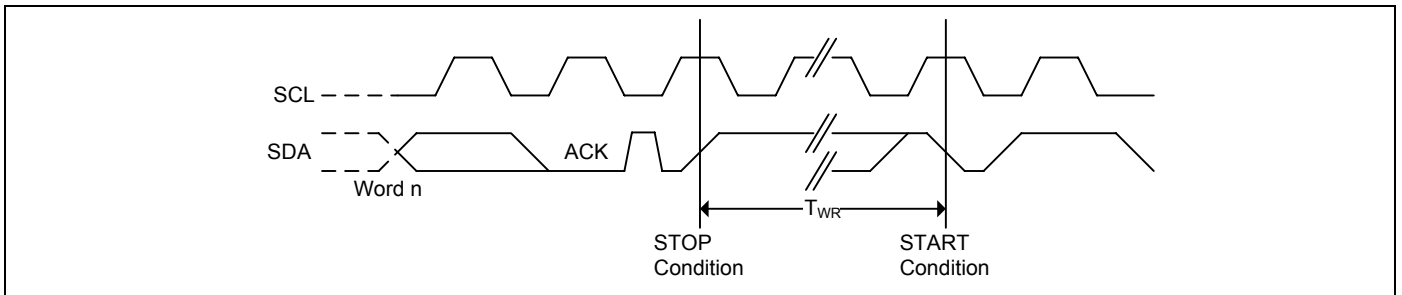 SCL
SDA
ACK
Word n
TWR
STOP
Condition
START
Condition